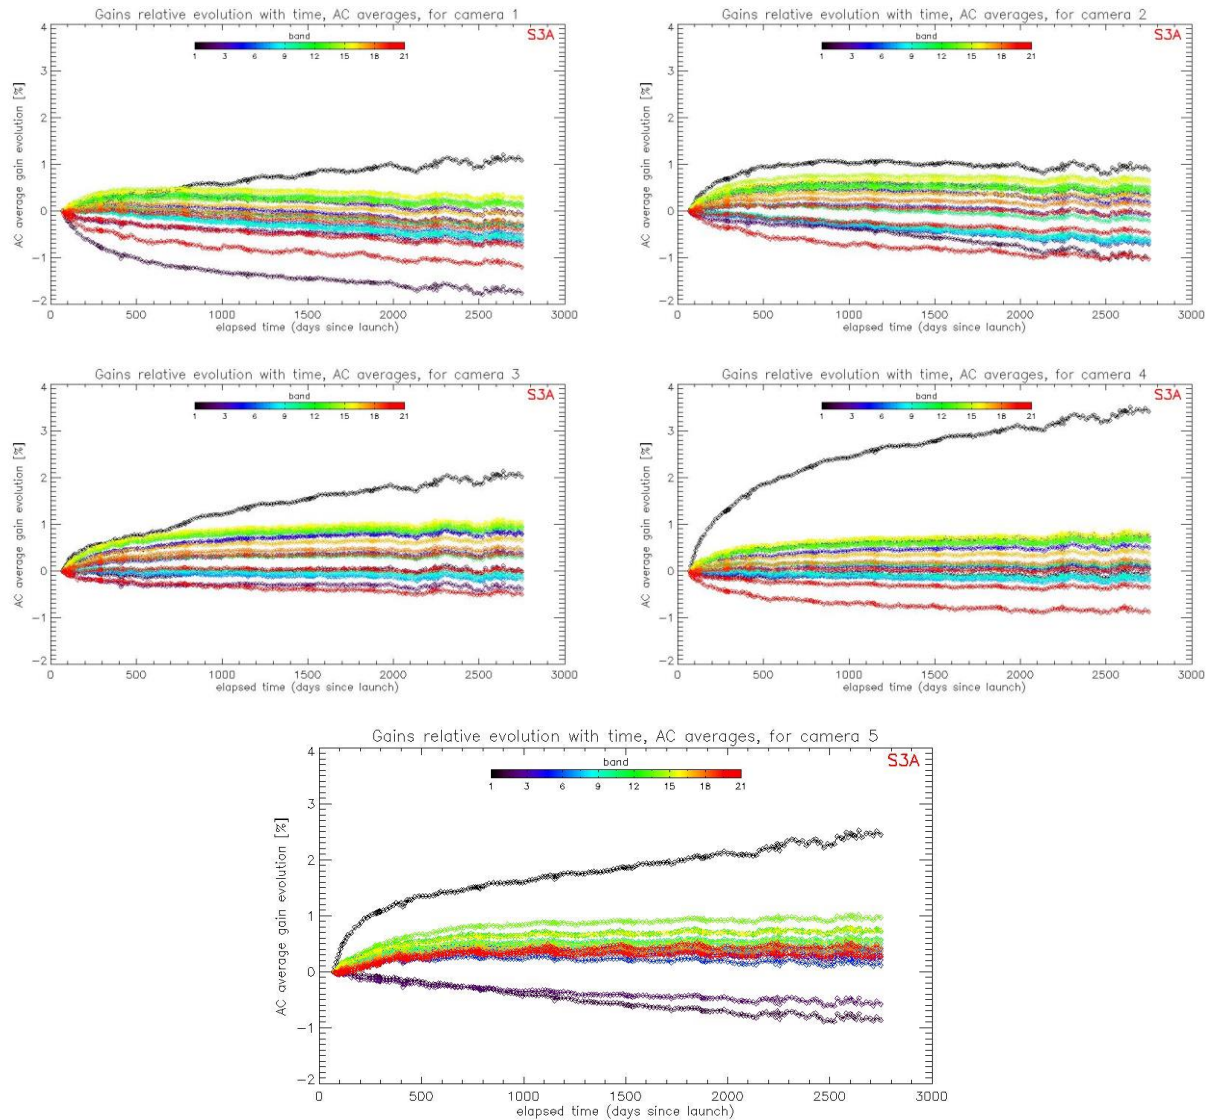 Gains relative evolution with time, AC averages, for camera 1
S3A
band
1 3 6 9 12 15 18 21
4
3
2
1
0
-1
-2
AC average gain evolution [%]
0 500 1000 1500 2000 2500 3000
elapsed time (days since launch)
Gains relative evolution with time, AC averages, for camera 2
S3A
band
1 3 6 9 12 15 18 21
4
3
2
1
0
-1
-2
AC average gain evolution [%]
0 500 1000 1500 2000 2500 3000
elapsed time (days since launch)
Gains relative evolution with time, AC averages, for camera 3
S3A
band
1 3 6 9 12 15 18 21
4
3
2
1
0
-1
-2
AC average gain evolution [%]
0 500 1000 1500 2000 2500 3000
elapsed time (days since launch)
Gains relative evolution with time, AC averages, for camera 4
S3A
band
1 3 6 9 12 15 18 21
4
3
2
1
0
-1
-2
AC average gain evolution [%]
0 500 1000 1500 2000 2500 3000
elapsed time (days since launch)
Gains relative evolution with time, AC averages, for camera 5
S3A
band
1 3 6 9 12 15 18 21
4
3
2
1
0
-1
-2
AC average gain evolution [%]
0 500 1000 1500 2000 2500 3000
elapsed time (days since launch)